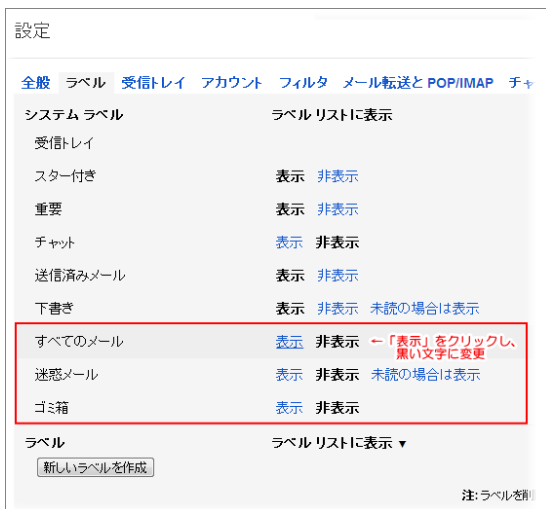 設定
全般 ラベル 受信トレイ アカウント フィルタ メール転送と POP/IMAP チャ
システム ラベル ラベル リストに表示
受信トレイ
スター付き 表示 非表示
重要 表示 非表示
チャット 表示 非表示
送信済みメール 表示 非表示
下書き 表示 非表示 未読の場合は表示
すべてのメール 表示 非表示 ←「表示」をクリックし、
黒い文字に変更
迷惑メール 表示 非表示 未読の場合は表示
ゴミ箱 表示 非表示
ラベル ラベル リストに表示 ▼
新しいラベルを作成
注: ラベルを削